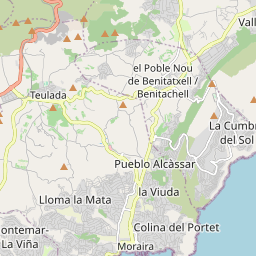 Vall
el Poble Nou
de Benitatxell /
Benitachell
Teulada
La Cumbr
del Sol
Pueblo Alcàssar
la Viuda
Lloma la Mata
Colina del Portet
ontemar-
La Viña
Moraira